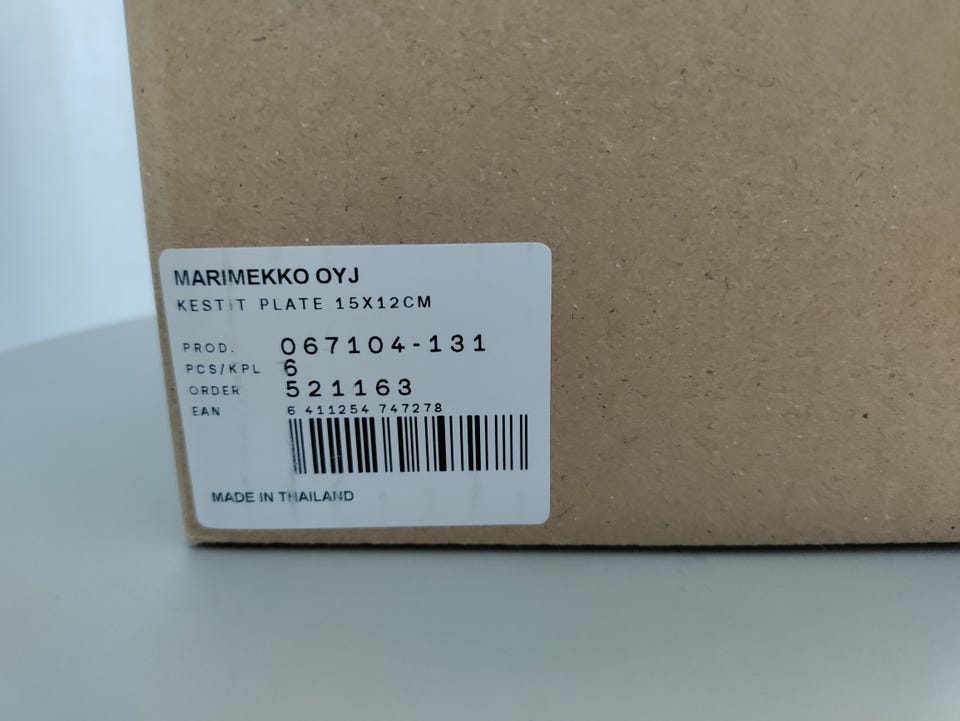 MARIMEKKO OYJ
KESTIT PLATE 15X12CM
PROD. 067104-131
PCS/KPL 6
ORDER 521163
EAN 6 411254 747278
MADE IN THAILAND